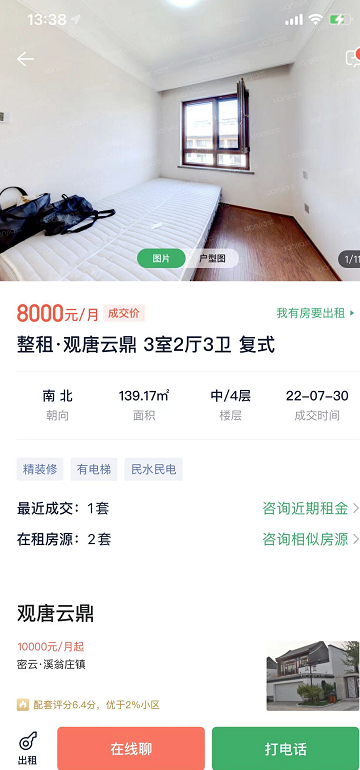 13:38
图片
户型图
1/11
8000元/月 成交价
我有房要出租
整租·观唐云鼎 3室2厅3卫 复式
南 北
139.17㎡
中/4层
22-07-30
朝向
面积
楼层
成交时间
精装修
有电梯
民水民电
最近成交：1套
咨询近期租金
在租房源：2套
咨询相似房源
观唐云鼎
10000元/月起
密云·溪翁庄镇
配套评分6.4分，优于2%小区
出租
在线聊
打电话